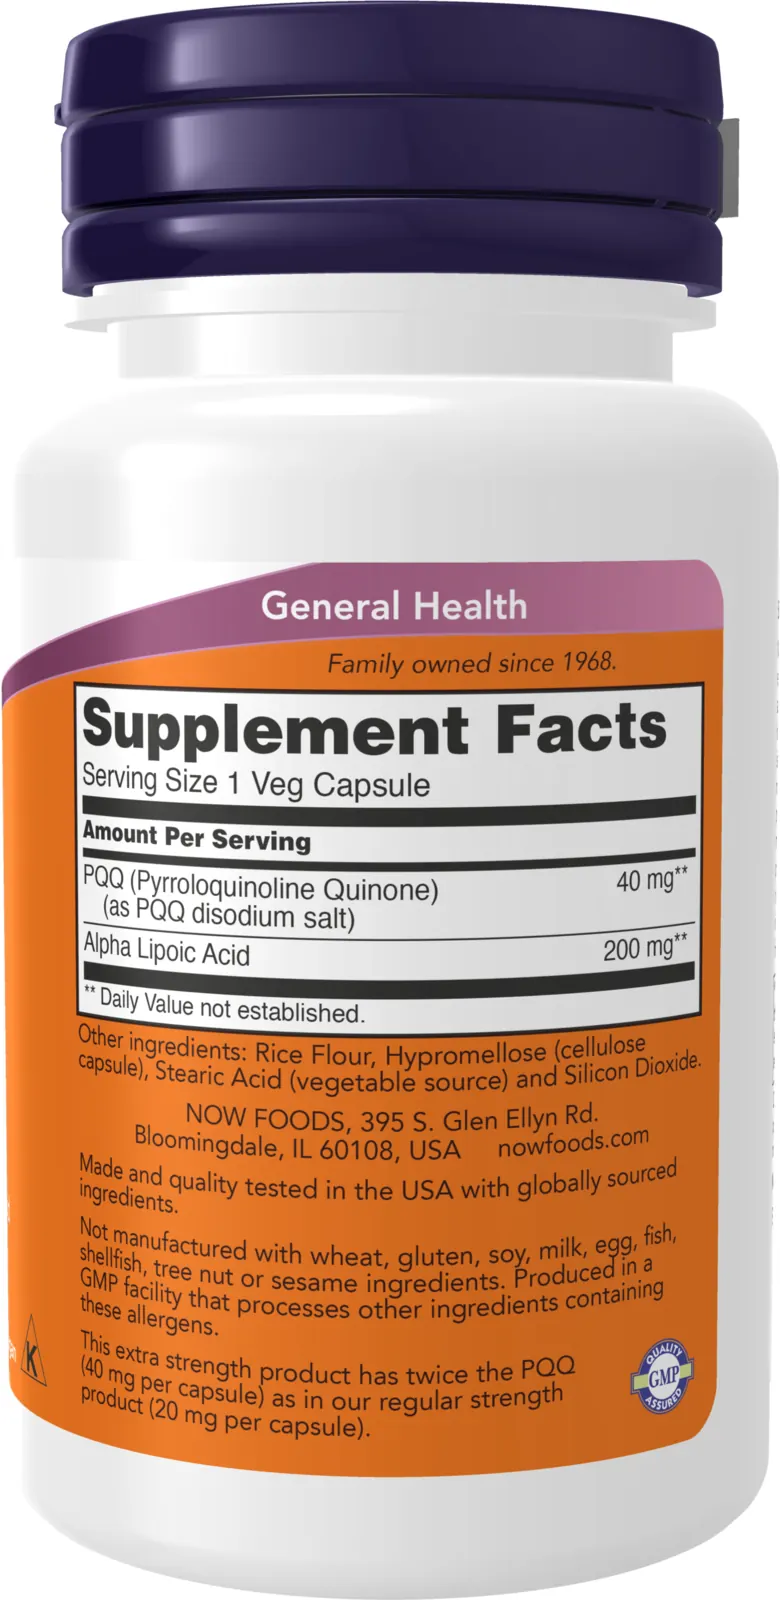 General Health
Family owned since 1968.
Supplement Facts
Serving Size 1 Veg Capsule
Amount Per Serving
PQQ (Pyrroloquinoline Quinone) 40 mg**
(as PQQ disodium salt)
Alpha Lipoic Acid 200 mg**
** Daily Value not established.
Other ingredients: Rice Flour, Hypromellose (cellulose
capsule), Stearic Acid (vegetable source) and Silicon Dioxide.
NOW FOODS, 395 S. Glen Ellyn Rd.
Bloomingdale, IL 60108, USA nowfoods.com
Made and quality tested in the USA with globally sourced
ingredients.
Not manufactured with wheat, gluten, soy, milk, egg, fish,
shellfish, tree nut or sesame ingredients. Produced in a
GMP facility that processes other ingredients containing
these allergens.
This extra strength product has twice the PQQ
(40 mg per capsule) as in our regular strength
product (20 mg per capsule).
K
QUALITY
GMP
ASSURED